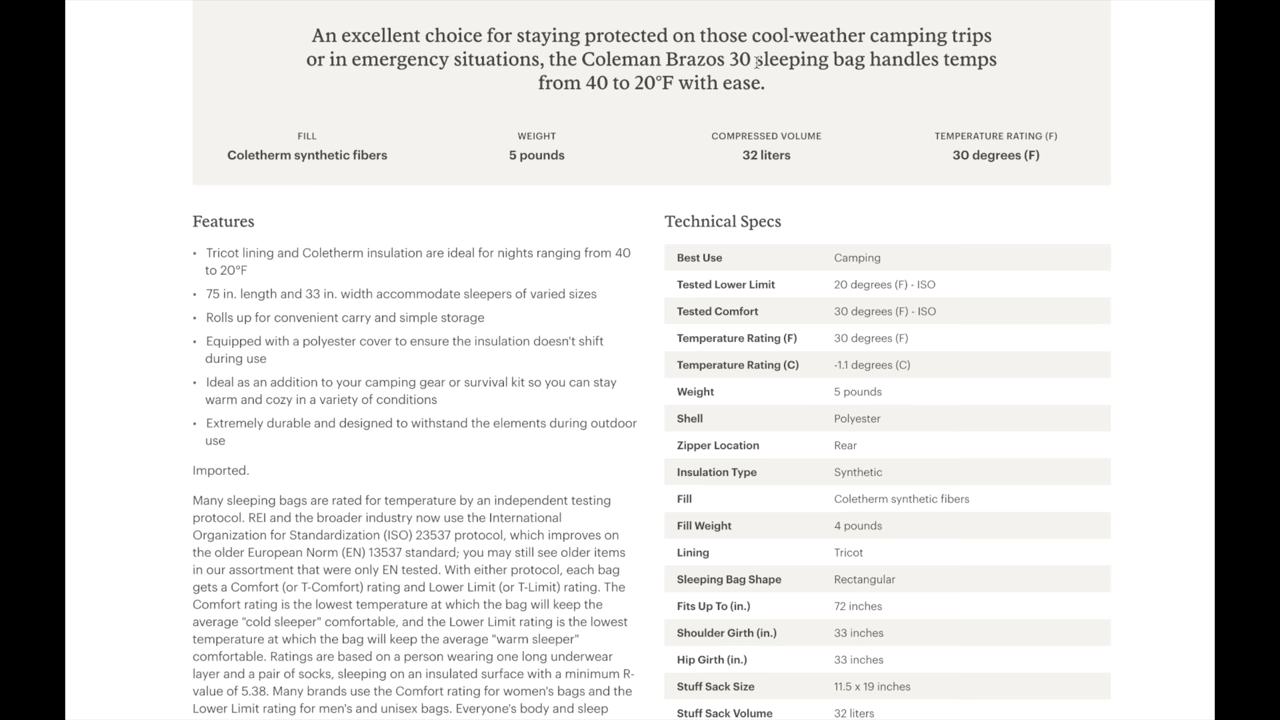 An excellent choice for staying protected on those cool-weather camping trips
or in emergency situations, the Coleman Brazos 30 sleeping bag handles temps
from 40 to 20°F with ease.
FILL
Coletherm synthetic fibers
WEIGHT
5 pounds
COMPRESSED VOLUME
32 liters
TEMPERATURE RATING (F)
30 degrees (F)
Features
• Tricot lining and Coletherm insulation are ideal for nights ranging from 40
to 20°F
• 75 in. length and 33 in. width accommodate sleepers of varied sizes
• Rolls up for convenient carry and simple storage
• Equipped with a polyester cover to ensure the insulation doesn't shift
during use
• Ideal as an addition to your camping gear or survival kit so you can stay
warm and cozy in a variety of conditions
• Extremely durable and designed to withstand the elements during outdoor
use
Imported.
Many sleeping bags are rated for temperature by an independent testing
protocol. REI and the broader industry now use the International
Organization for Standardization (ISO) 23537 protocol, which improves on
the older European Norm (EN) 13537 standard; you may still see older items
in our assortment that were only EN tested. With either protocol, each bag
gets a Comfort (or T-Comfort) rating and Lower Limit (or T-Limit) rating. The
Comfort rating is the lowest temperature at which the bag will keep the
average "cold sleeper" comfortable, and the Lower Limit rating is the lowest
temperature at which the bag will keep the average "warm sleeper"
comfortable. Ratings are based on a person wearing one long underwear
layer and a pair of socks, sleeping on an insulated surface with a minimum R-
value of 5.38. Many brands use the Comfort rating for women's bags and the
Lower Limit rating for men's and unisex bags. Everyone's body and sleep
Technical Specs
Best Use Camping
Tested Lower Limit 20 degrees (F) - ISO
Tested Comfort 30 degrees (F) - ISO
Temperature Rating (F) 30 degrees (F)
Temperature Rating (C) -1.1 degrees (C)
Weight 5 pounds
Shell Polyester
Zipper Location Rear
Insulation Type Synthetic
Fill Coletherm synthetic fibers
Fill Weight 4 pounds
Lining Tricot
Sleeping Bag Shape Rectangular
Fits Up To (in.) 72 inches
Shoulder Girth (in.) 33 inches
Hip Girth (in.) 33 inches
Stuff Sack Size 11.5 x 19 inches
Stuff Sack Volume 32 liters